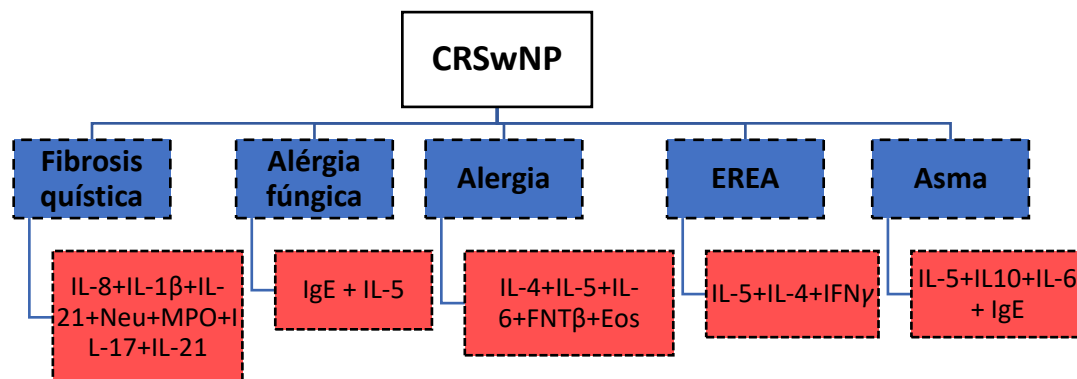 CRSwNP
Fibrosis
quística
Alérgia
fúngica
Alergia
EREA
Asma
IL-8+IL-1β+IL-
21+Neu+MPO+I
L-17+IL-21
IgE + IL-5
IL-4+IL-5+IL-
6+FNTβ+Eos
IL-5+IL-4+IFNγ
IL-5+IL10+IL-6
+ IgE